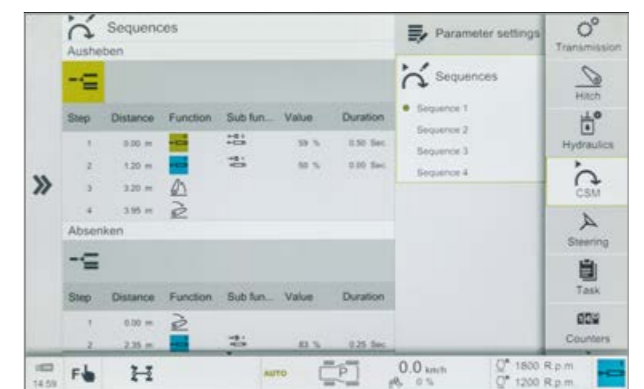 Sequences
Ausheben
Step Distance Function Sub fun... Value Duration
1 0.00 m 59 % 0.50 Sec
2 1.20 m 50 % 0.00 Sec
3 3.20 m
4 3.95 m
Absenken
Step Distance Function Sub fun... Value Duration
1 0.00 m
2 2.35 m 83 % 0.25 Sec
Parameter settings
Sequences
Sequence 1
Sequence 2
Sequence 3
Sequence 4
Transmission
Hitch
Hydraulics
CSM
Steering
Task
Counters
14:59 F AUTO P 0.0 km/h 0 % 1800 R.p.m. 1200 R.p.m.